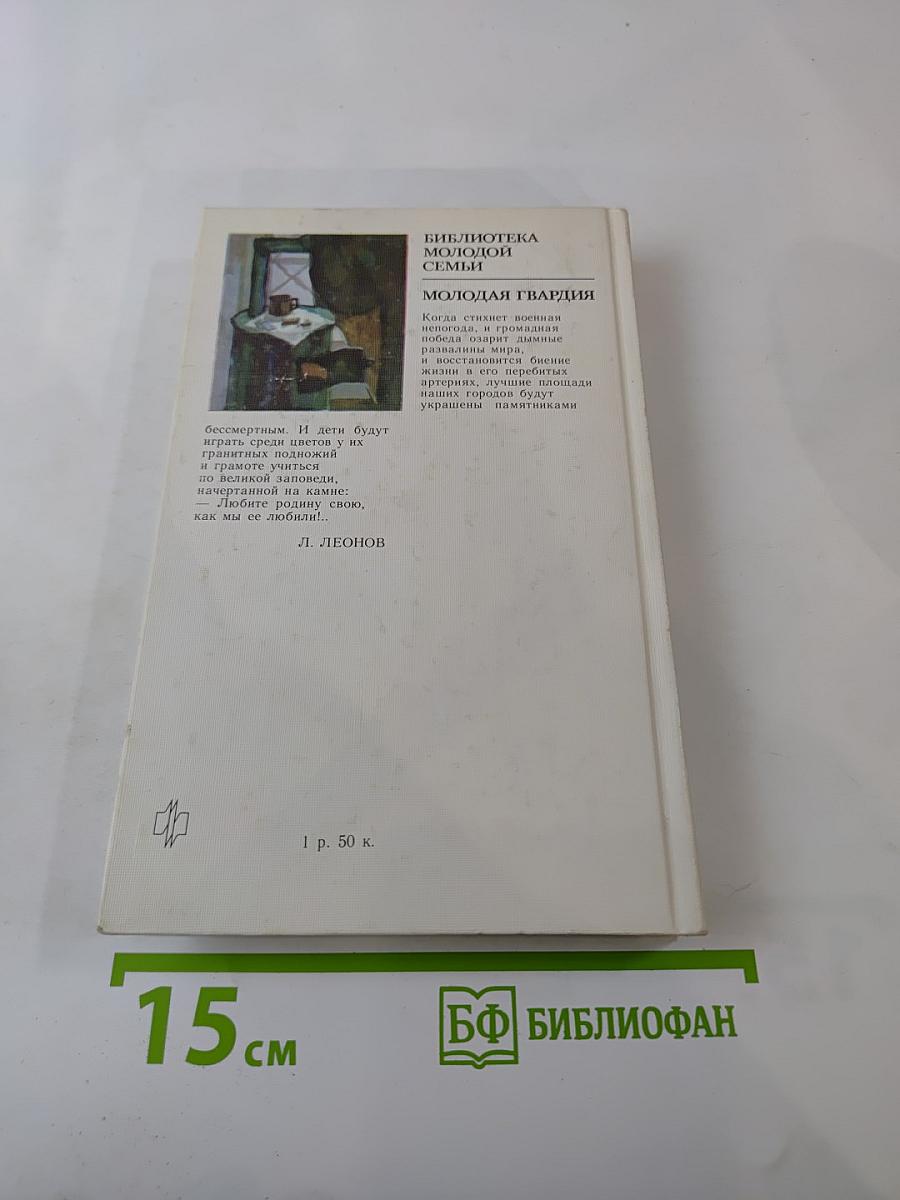 БИБЛИОТЕКА
МОЛОДОЙ
СЕМЬИ
МОЛОДАЯ ГВАРДИЯ
Когда стихнет военная
непогода, и громадная
победа озарит дымные
развалины мира,
и восстановится биение
жизни в его перебитых
артериях, лучшие площади
наших городов будут
украшены памятниками
бессмертным. И дети будут
играть среди цветов у их
гранитных подножий
и грамоте учиться
по великой заповеди,
начертанной на камне:
— Любите родину свою,
как мы ее любили!..
Л. ЛЕОНОВ
1 р. 50 к.
15 см
БФ БИБЛИОФАН